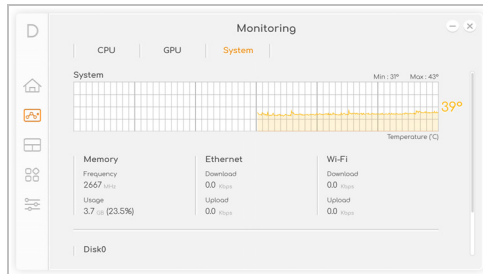 D
Monitoring
CPU GPU System
System
Min : 31° Max : 43°
39°
Temperature (°C)
Memory Ethernet Wi-Fi
Frequency Download Download
2667 MHz 0.0 Kbps 0.0 Kbps
Usage Upload Upload
3.7 GB (23.5%) 0.0 Kbps 0.0 Kbps
Disk0